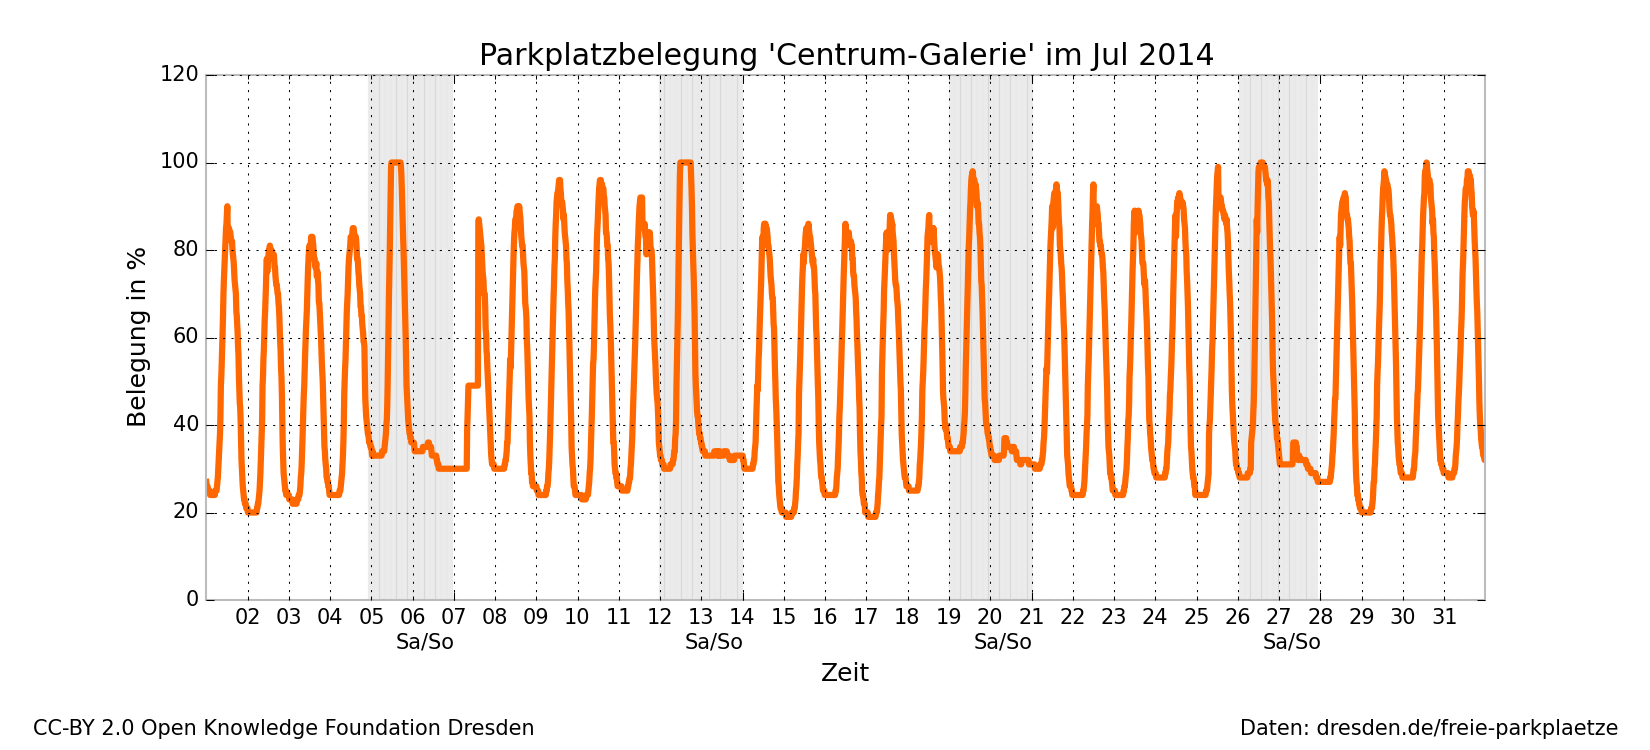 Parkplatzbelegung 'Centrum-Galerie' im Jul 2014
120
100
80
60
40
20
0
Belegung in %
02 03 04 05 06 07 08 09 10 11 12 13 14 15 16 17 18 19 20 21 22 23 24 25 26 27 28 29 30 31
Sa/So Sa/So Sa/So Sa/So
Zeit
CC-BY 2.0 Open Knowledge Foundation Dresden
Daten: dresden.de/freie-parkplaetze